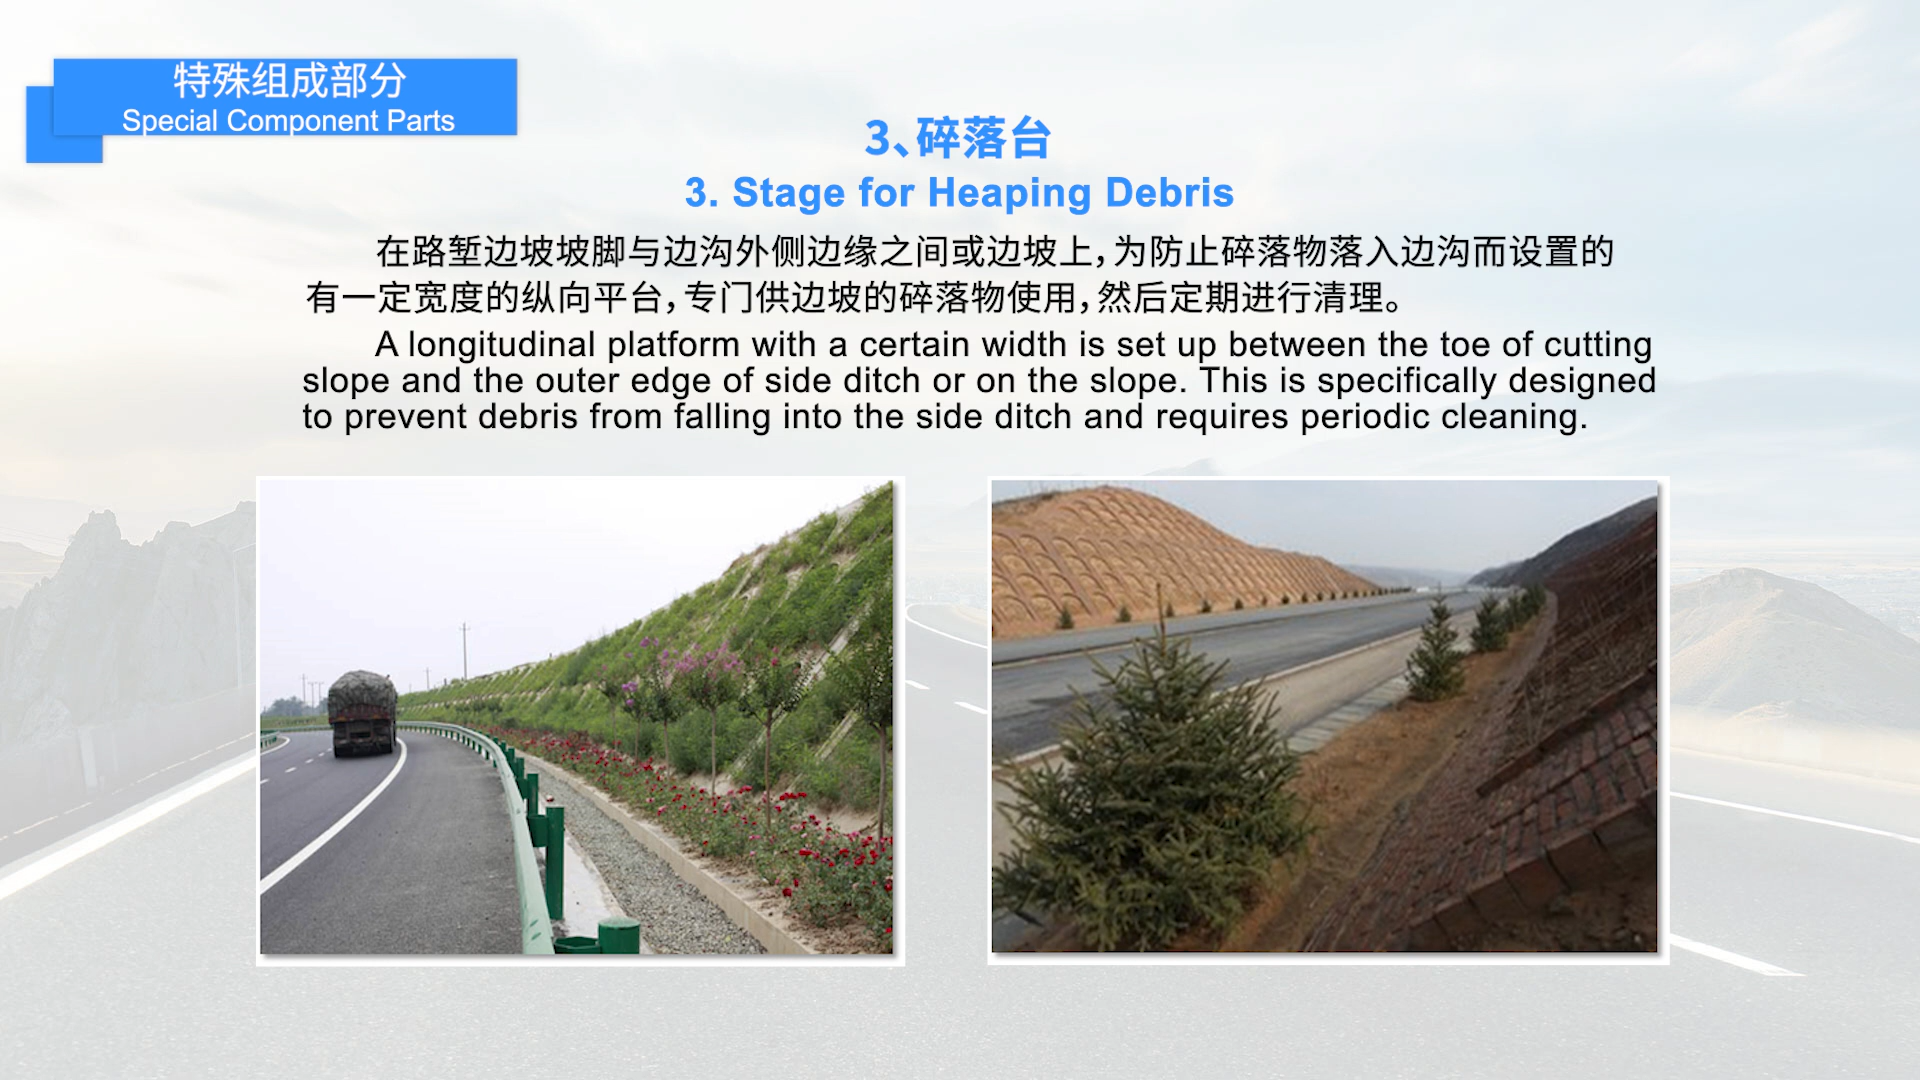 特殊组成部分
Special Component Parts
3、碎落台
3. Stage for Heaping Debris
在路堑边坡坡脚与边沟外侧边缘之间或边坡上，为防止碎落物落入边沟而设置的
有一定宽度的纵向平台，专门供边坡的碎落物使用，然后定期进行清理。
A longitudinal platform with a certain width is set up between the toe of cutting
slope and the outer edge of side ditch or on the slope. This is specifically designed
to prevent debris from falling into the side ditch and requires periodic cleaning.